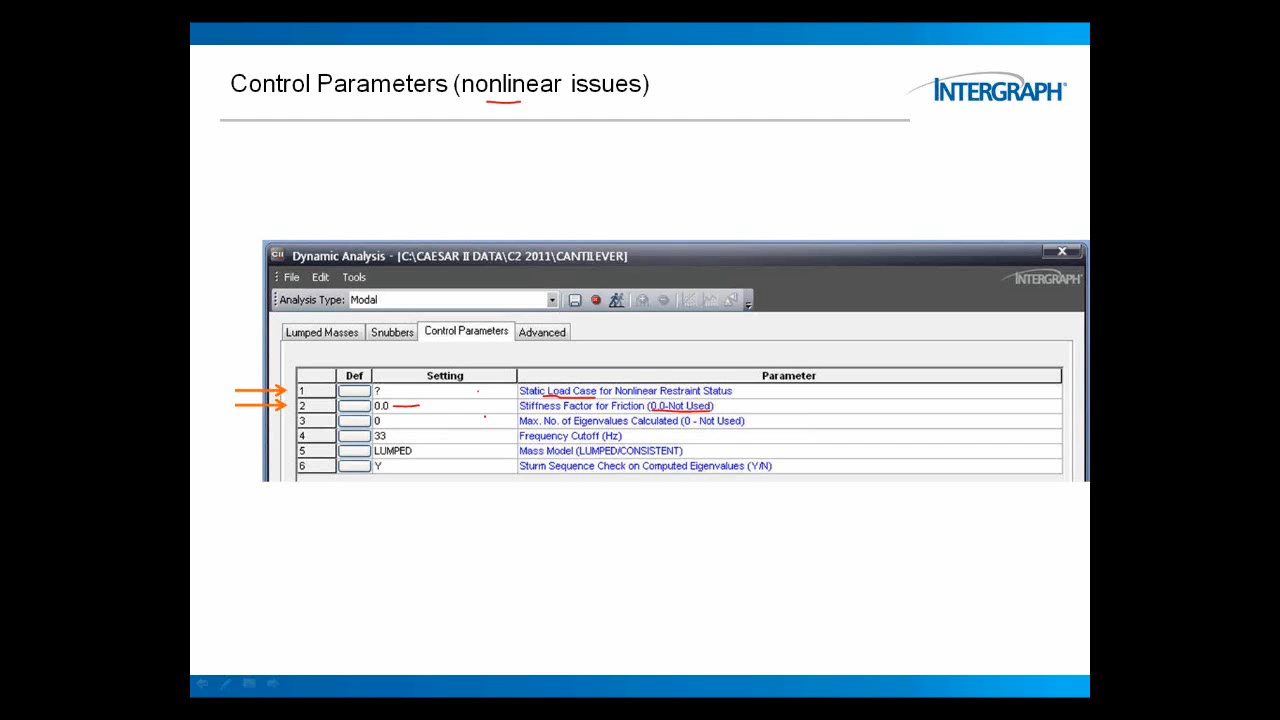 Control Parameters (nonlinear issues)
INTERGRAPH
Dynamic Analysis - [C:\CAESAR II DATA\C2 2011\CANTILEVER]
File Edit Tools
INTERGRAPH
Analysis Type: Modal
Lumped Masses Snubbers Control Parameters Advanced
Def Setting Parameter
1 ? Static Load Case for Nonlinear Restraint Status
2 0.0 Stiffness Factor for Friction (0.0-Not Used)
3 0 Max. No. of Eigenvalues Calculated (0 - Not Used)
4 33 Frequency Cutoff (Hz)
5 LUMPED Mass Model (LUMPED/CONSISTENT)
6 Y Sturm Sequence Check on Computed Eigenvalues (Y/N)